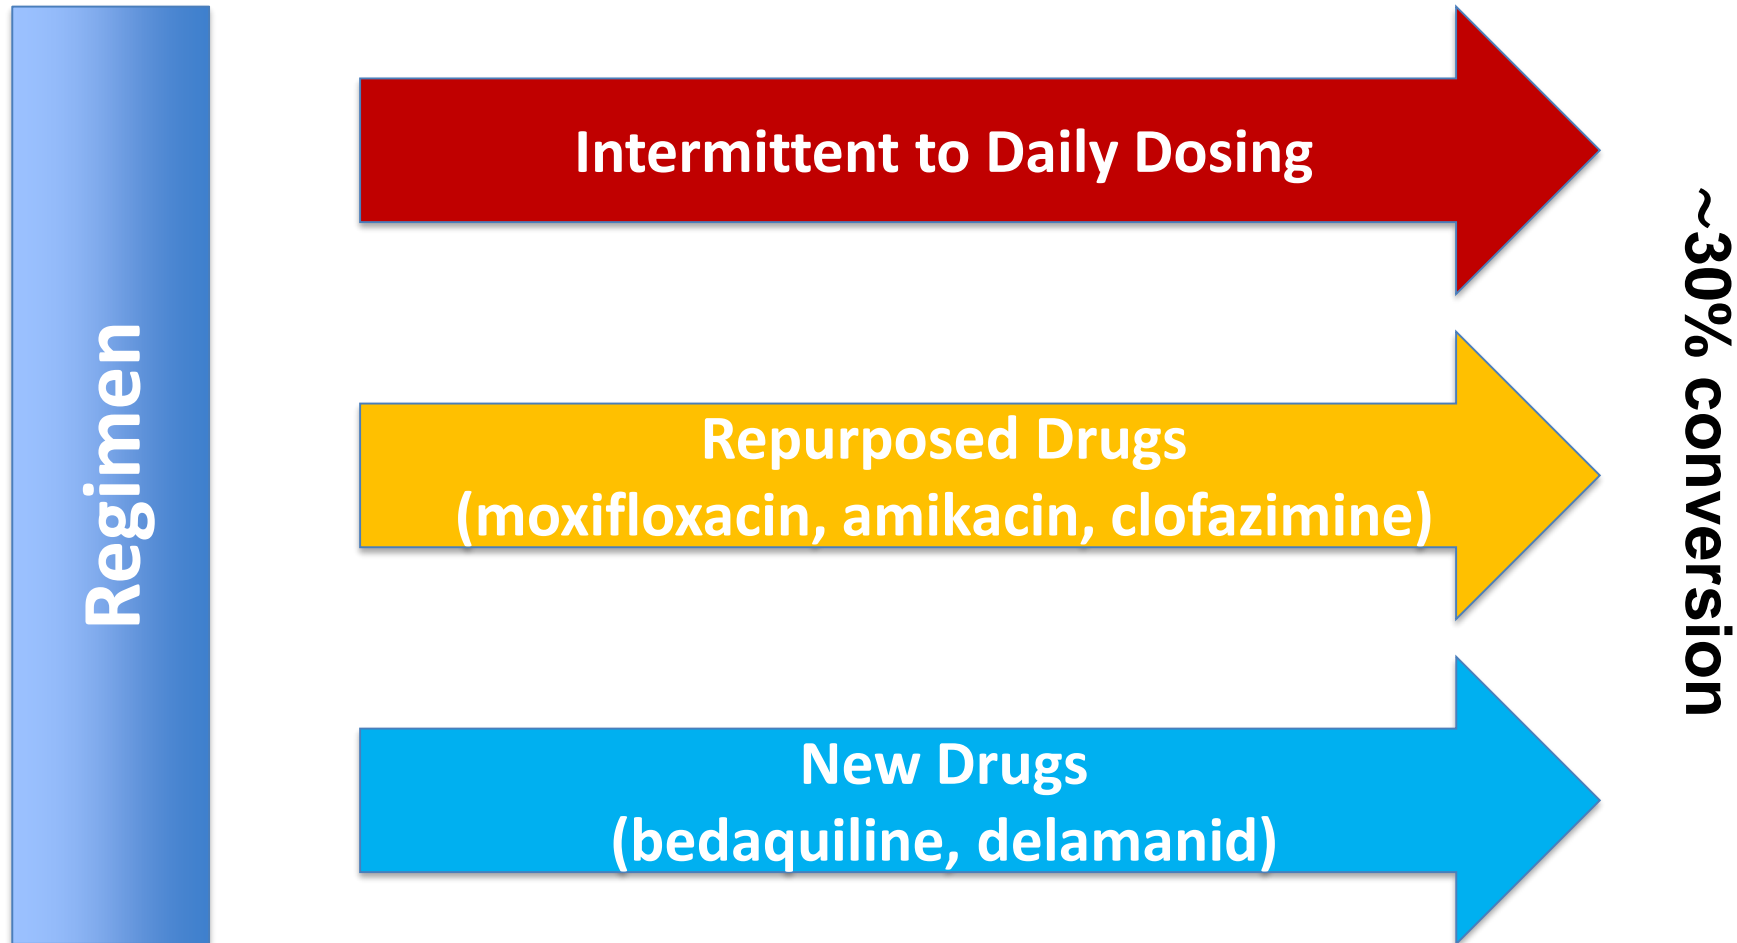 Regimen
Intermittent to Daily Dosing
Repurposed Drugs
(moxifloxacin, amikacin, clofazimine)
New Drugs
(bedaquiline, delamanid)
~30% conversion